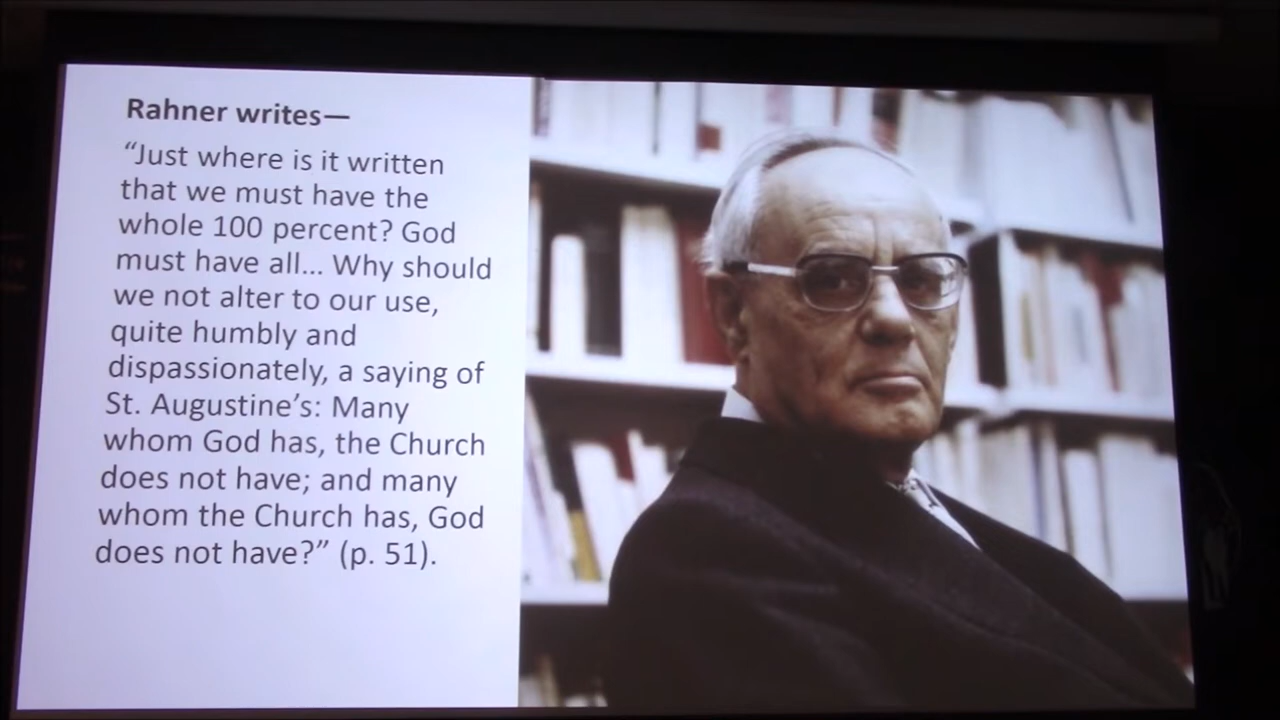 Rahner writes—
“Just where is it written
that we must have the
whole 100 percent? God
must have all... Why should
we not alter to our use,
quite humbly and
dispassionately, a saying of
St. Augustine’s: Many
whom God has, the Church
does not have; and many
whom the Church has, God
does not have?” (p. 51).